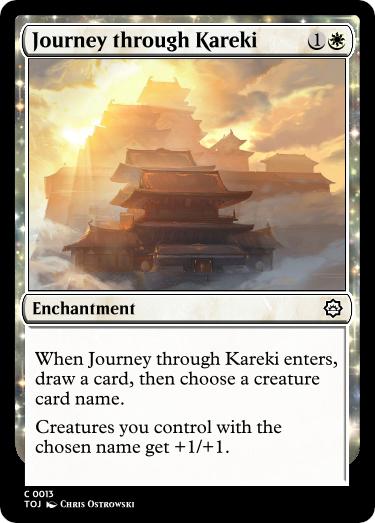 Journey through Kareki 1
Enchantment
When Journey through Kareki enters,
draw a card, then choose a creature
card name.
Creatures you control with the
chosen name get +1/+1.
C 0013
TOJ Chris Ostrowski